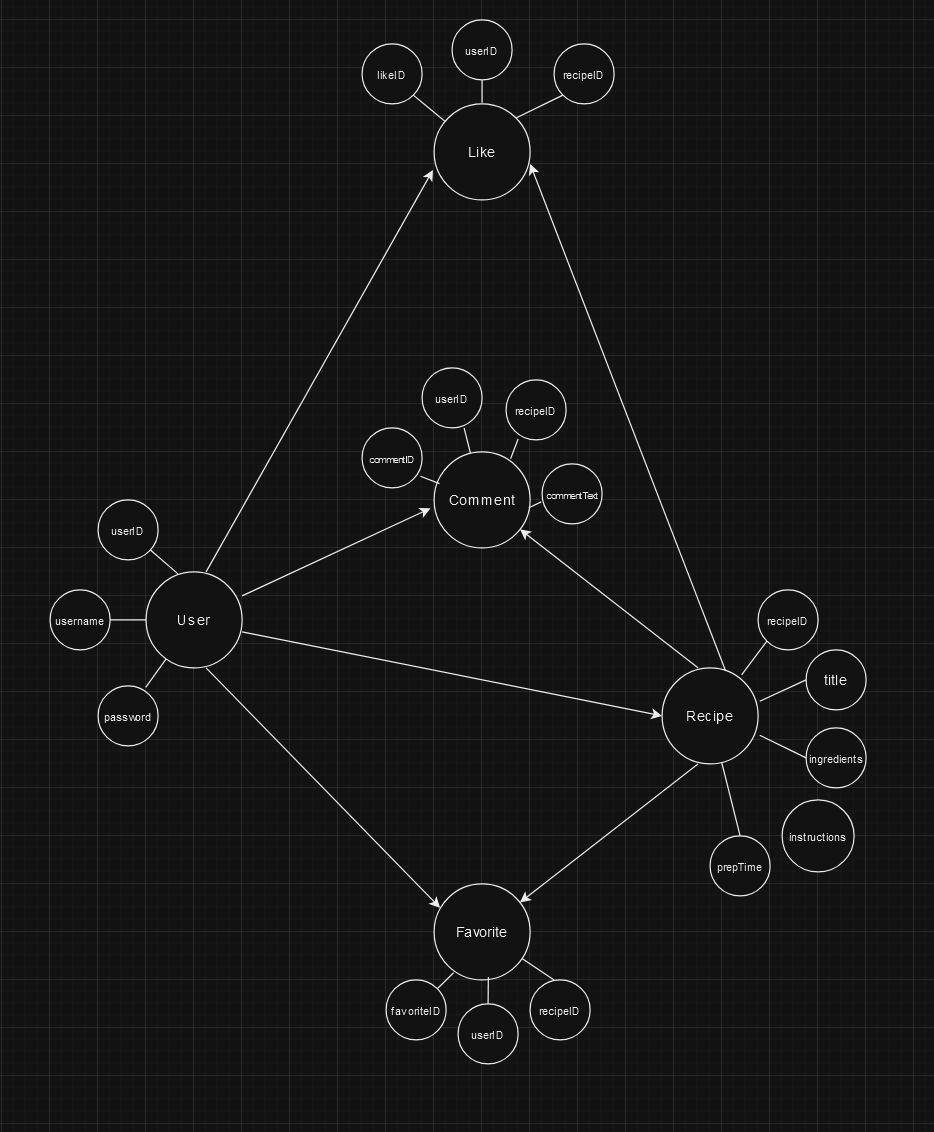 userID
likeID
recipeID
Like
userID
recipeID
commentID
commentText
Comment
userID
username
User
password
recipeID
title
Recipe
ingredients
instructions
prepTime
Favorite
favoriteID
userID
recipeID